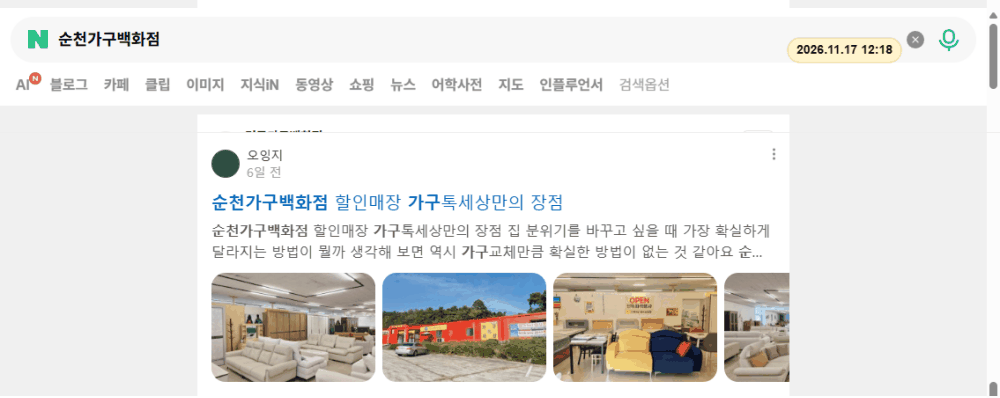 순천가구백화점
2026.11.17 12:18
AI N 블로그 카페 클립 이미지 지식iN 동영상 쇼핑 뉴스 어학사전 지도 인플루언서 검색옵션
오잉지
6일 전
순천가구백화점 할인매장 가구톡세상만의 장점
순천가구백화점 할인매장 가구톡세상만의 장점 집 분위기를 바꾸고 싶을 때 가장 확실하게
달라지는 방법이 뭘까 생각해 보면 역시 가구교체만큼 확실한 방법이 없는 것 같아요 순...
OPEN